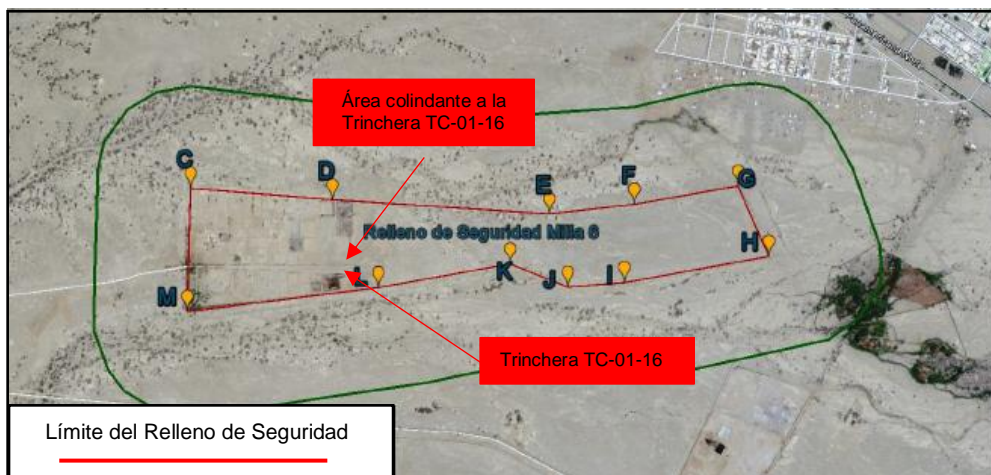 Área colindante a la
Trinchera TC-01-16
C
D
E
F
G
Relleno de Seguridad Milla 6
H
K
L
J
I
M
Trinchera TC-01-16
Límite del Relleno de Seguridad